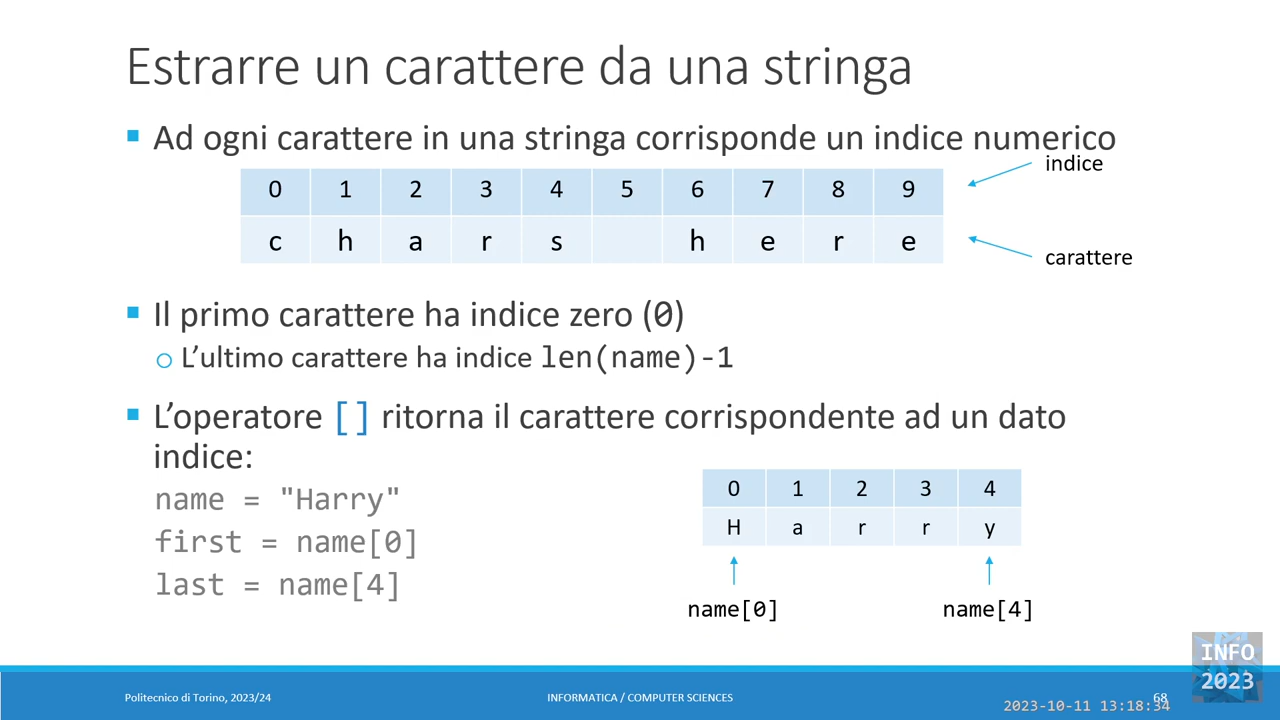 Estrarre un carattere da una stringa
Ad ogni carattere in una stringa corrisponde un indice numerico
indice
0 1 2 3 4 5 6 7 8 9
c h a r s h e r e
carattere
Il primo carattere ha indice zero (0)
L'ultimo carattere ha indice len(name)-1
L'operatore [] ritorna il carattere corrispondente ad un dato
indice:
name = "Harry"
first = name[0]
last = name[4]
0 1 2 3 4
H a r r y
name[0] name[4]
INFO
2023
Politecnico di Torino, 2023/24
INFORMATICA / COMPUTER SCIENCES
68
2023-10-11 13:18:34